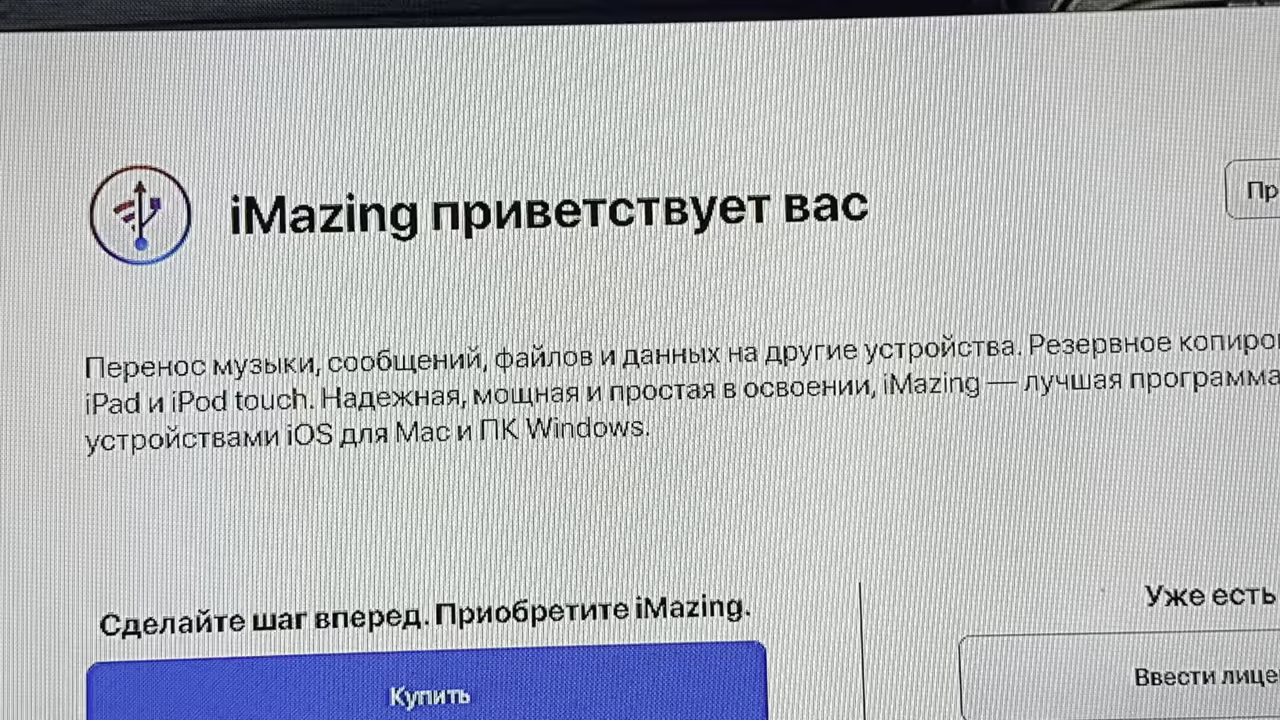 iMazing приветствует вас
Пр
Перенос музыки, сообщений, файлов и данных на другие устройства. Резервное копиро
iPad и iPod touch. Надежная, мощная и простая в освоении, iMazing — лучшая программа
устройствами iOS для Mac и ПК Windows.
Сделайте шаг вперед. Приобретите iMazing.
Купить
Уже есть
Ввести лице